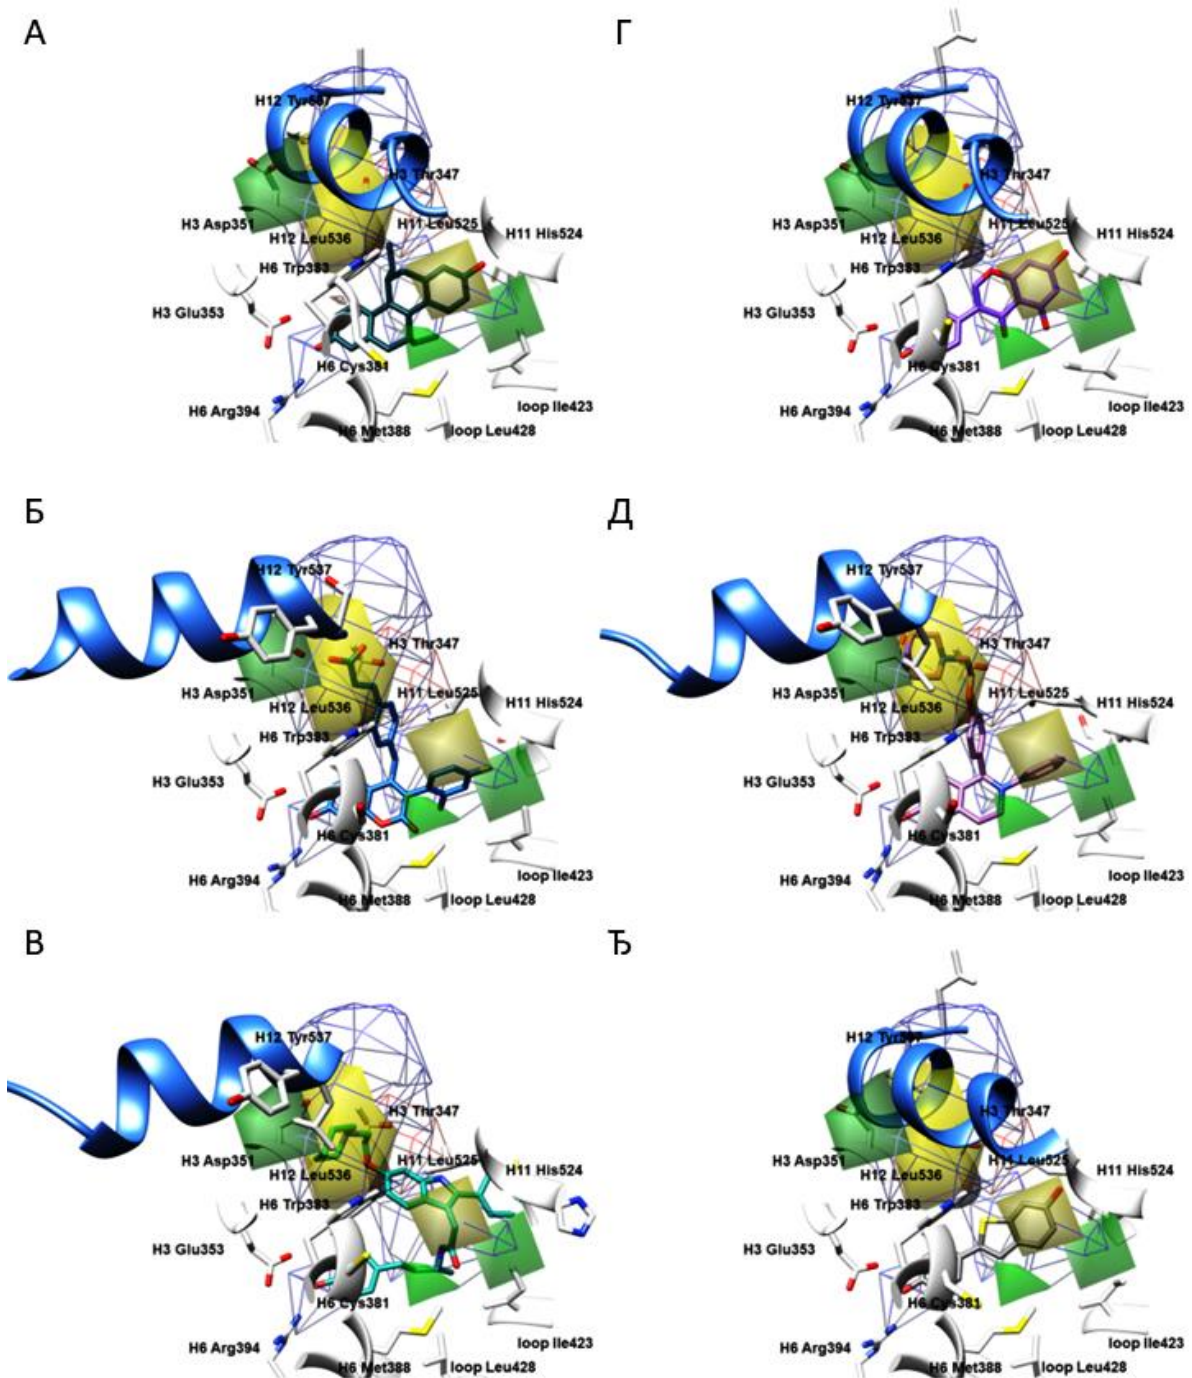 А
H12 Tyr537
H3 Thr347
H3 Asp351
H11 Leu525
H12 Leu536
H11 His524
H6 Trp383
H3 Glu353
H6 Cys381
H6 Arg394
loop Ile423
H6 Met388
loop Leu428
Г
H12 Tyr537
H3 Thr347
H3 Asp351
H11 Leu525
H12 Leu536
H11 His524
H6 Trp383
H3 Glu353
H6 Cys381
H6 Arg394
loop Ile423
H6 Met388
loop Leu428
Б
H12 Tyr537
H3 Thr347
H3 Asp351
H11 Leu525
H12 Leu536
H11 His524
H6 Trp383
H3 Glu353
H6 Cys381
H6 Arg394
loop Ile423
H6 Met388
loop Leu428
Д
H12 Tyr537
H3 Thr347
H3 Asp351
H11 Leu525
H12 Leu536
H11 His524
H6 Trp383
H3 Glu353
H6 Cys381
H6 Arg394
loop Ile423
H6 Met388
loop Leu428
В
H12 Tyr537
H3 Thr347
H3 Asp351
H11 Leu525
H12 Leu536
H11 His524
H6 Trp383
H3 Glu353
H6 Cys381
H6 Arg394
loop Ile423
H6 Met388
loop Leu428
Ђ
H12 Tyr537
H3 Thr347
H3 Asp351
H11 Leu525
H12 Leu536
H11 His524
H6 Trp383
H3 Glu353
H6 Cys381
H6 Arg394
loop Ile423
H6 Met388
loop Leu428